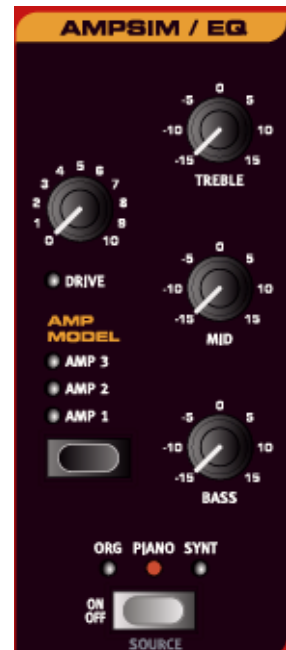 AMPSIM / EQ
0
-5 5
-10 10
-15 15
TREBLE
5
4 6
3 7
2 8
1 9
0 10
DRIVE
0
-5 5
-10 10
-15 15
MID
AMP
MODEL
AMP 3
AMP 2
AMP 1
0
-5 5
-10 10
-15 15
BASS
ORG PIANO SYNT
ON
OFF
SOURCE